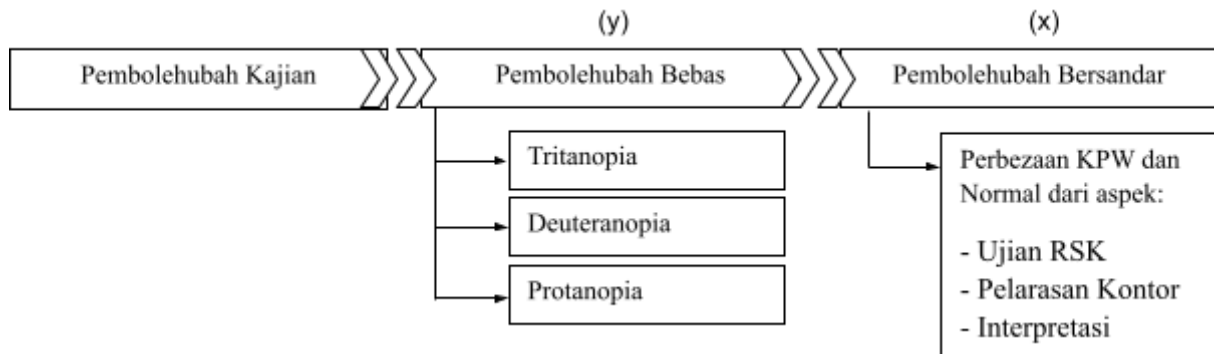 (y)
(x)
Pembolehubah Kajian
Pembolehubah Bebas
Pembolehubah Bersandar
Tritanopia
Deuteranopia
Protanopia
Perbezaan KPW dan
Normal dari aspek:
- Ujian RSK
- Pelarasan Kontor
- Interpretasi